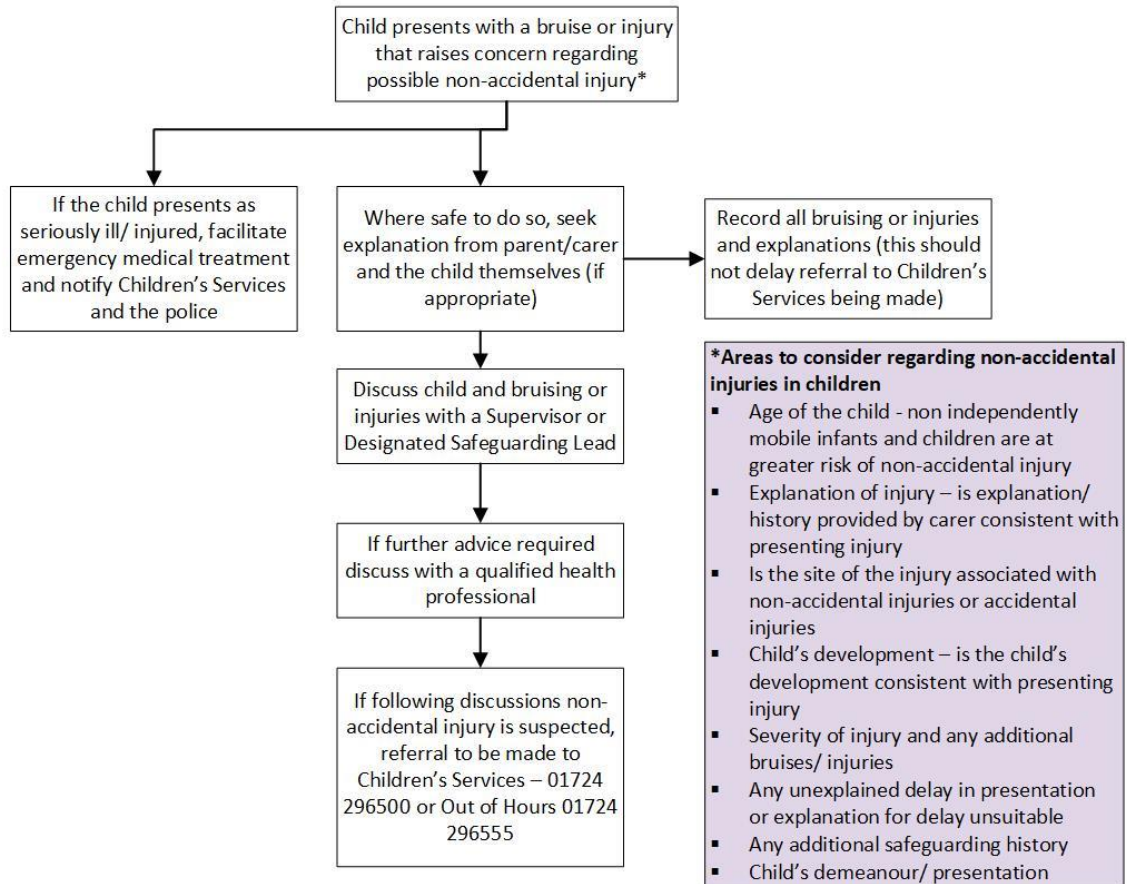 Child presents with a bruise or injury
that raises concern regarding
possible non-accidental injury*
If the child presents as
seriously ill/ injured, facilitate
emergency medical treatment
and notify Children’s Services
and the police
Where safe to do so, seek
explanation from parent/carer
and the child themselves (if
appropriate)
Record all bruising or injuries
and explanations (this should
not delay referral to Children’s
Services being made)
Discuss child and bruising or
injuries with a Supervisor or
Designated Safeguarding Lead
If further advice required
discuss with a qualified health
professional
If following discussions non-
accidental injury is suspected,
referral to be made to
Children’s Services – 01724
296500 or Out of Hours 01724
296555
*Areas to consider regarding non-accidental
injuries in children
▪ Age of the child - non independently
mobile infants and children are at
greater risk of non-accidental injury
▪ Explanation of injury – is explanation/
history provided by carer consistent with
presenting injury
▪ Is the site of the injury associated with
non-accidental injuries or accidental
injuries
▪ Child’s development – is the child’s
development consistent with presenting
injury
▪ Severity of injury and any additional
bruises/ injuries
▪ Any unexplained delay in presentation
or explanation for delay unsuitable
▪ Any additional safeguarding history
▪ Child’s demeanour/ presentation